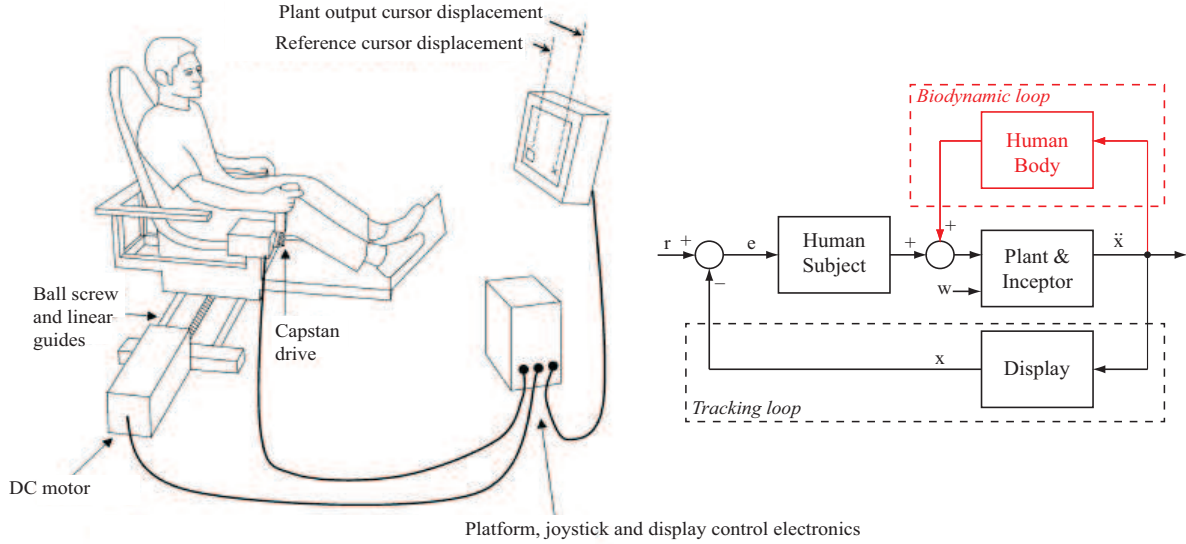 Plant output cursor displacement
Reference cursor displacement
Ball screw
and linear
guides
Capstan
drive
DC motor
Platform, joystick and display control electronics
Biodynamic loop
Human
Body
r
+
−
e
Human
Subject
+
+
w
Plant &
Inceptor
ẍ
x
Display
Tracking loop